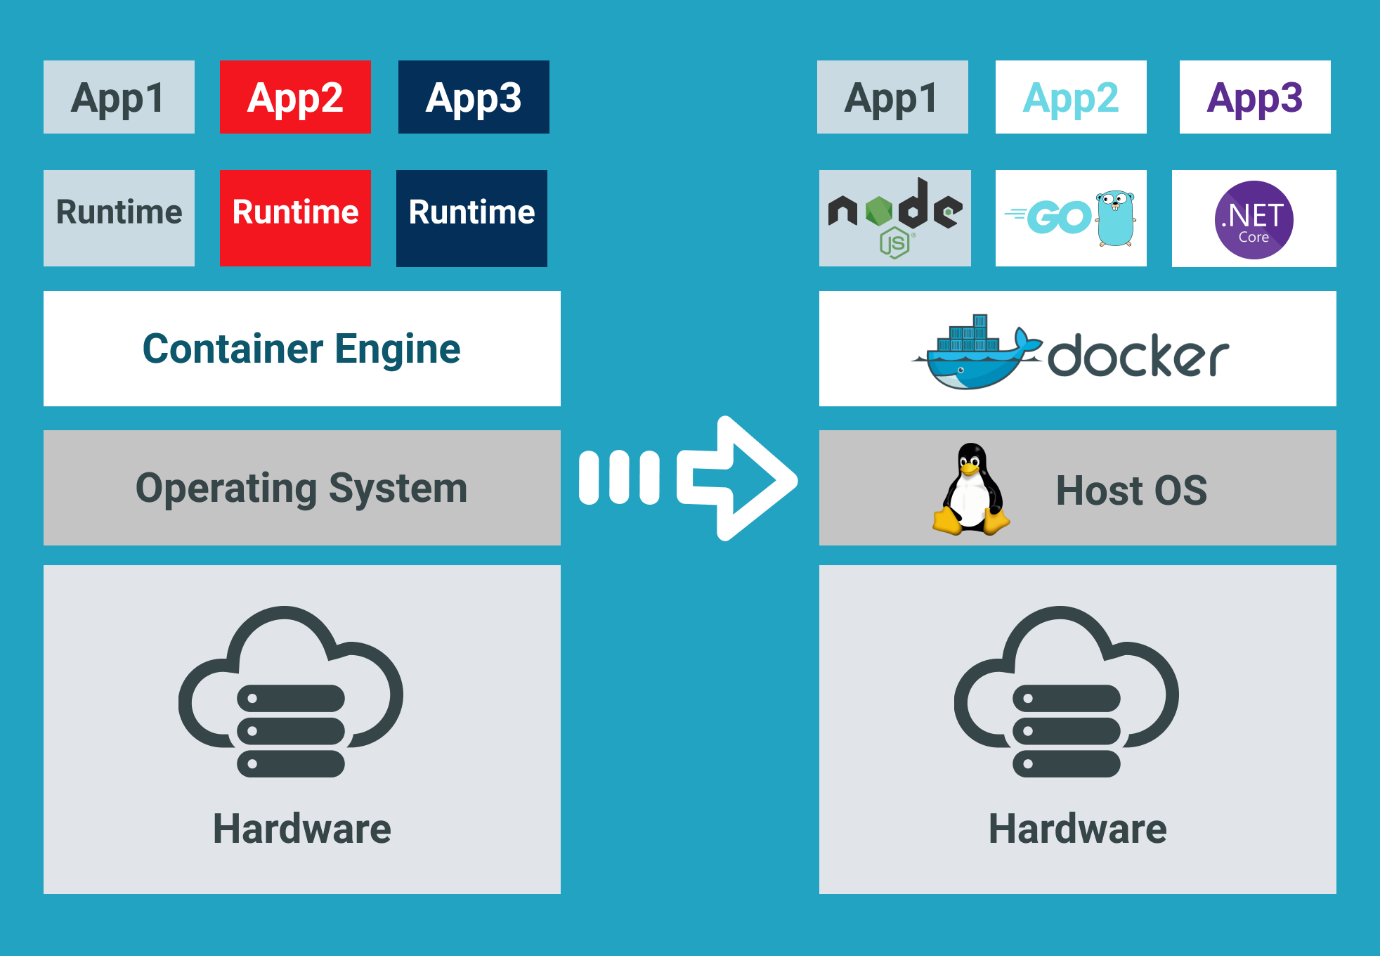 App1 App2 App3
Runtime Runtime Runtime
Container Engine
Operating System
Hardware
App1 App2 App3
node
JS®
GO
.NET
Core
docker
Host OS
Hardware